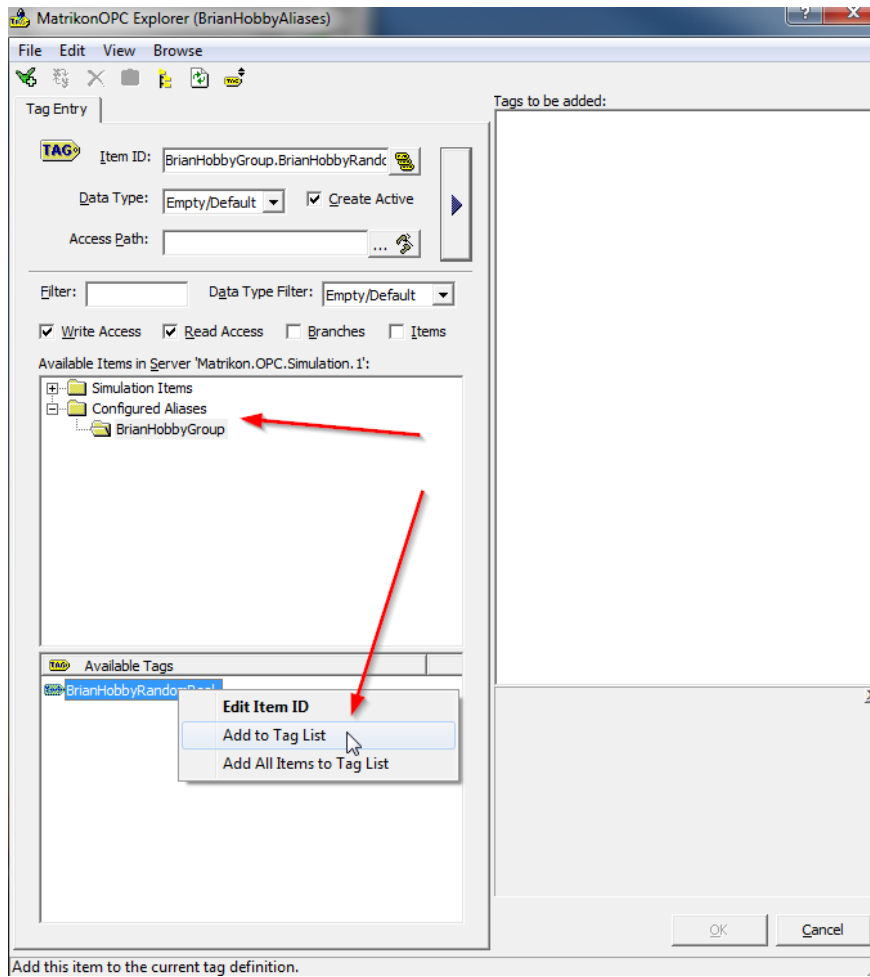 MatrikonOPC Explorer (BrianHobbyAliases)
File Edit View Browse
Tag Entry
Tags to be added:
TAG
Item ID:
BrianHobbyGroup.BrianHobbyRandc
Data Type:
Empty/Default
Create Active
Access Path:
...
Filter:
Data Type Filter:
Empty/Default
Write Access
Read Access
Branches
Items
Available Items in Server 'Matrikon.OPC.Simulation.1':
Simulation Items
Configured Aliases
BrianHobbyGroup
Available Tags
Edit Item ID
Add to Tag List
Add All Items to Tag List
OK
Cancel
Add this item to the current tag definition.